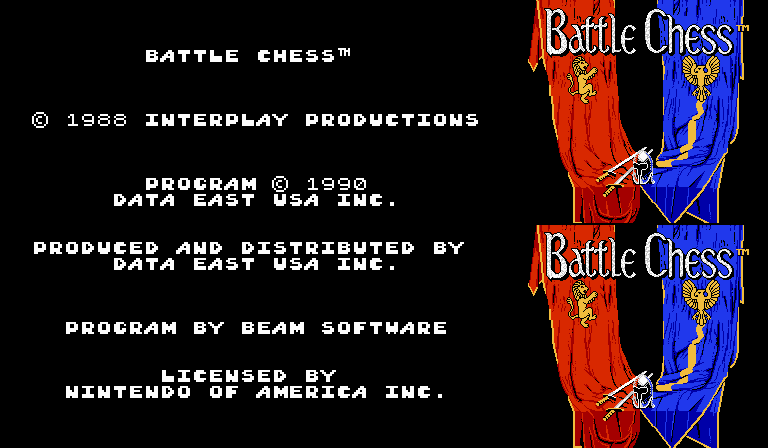 BATTLE CHESS™
© 1988 INTERPLAY PRODUCTIONS
PROGRAM © 1990
DATA EAST USA INC.
PRODUCED AND DISTRIBUTED BY
DATA EAST USA INC.
PROGRAM BY BEAM SOFTWARE
LICENSED BY
NINTENDO OF AMERICA INC.
Battle Chess™
Battle Chess™